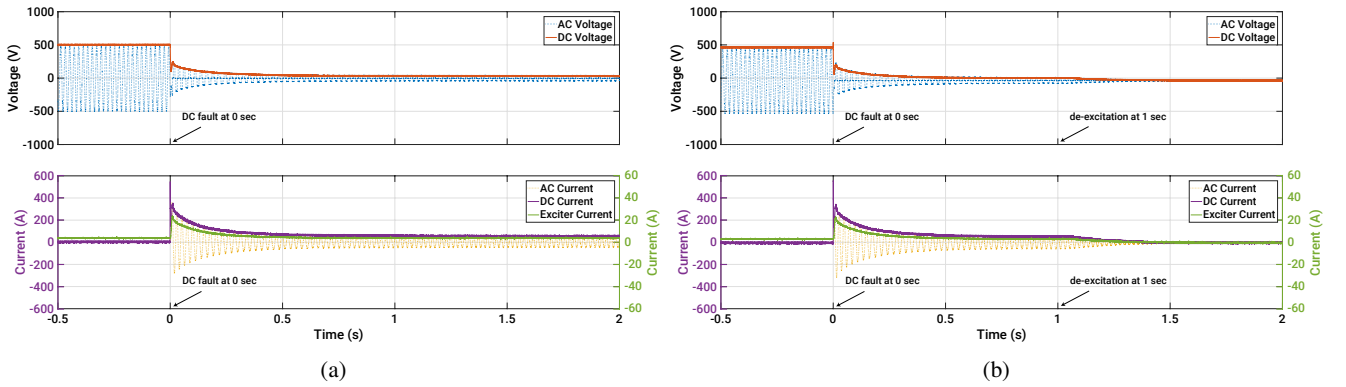 1000
500
0
-500
-1000
Voltage (V)
AC Voltage
DC Voltage
DC fault at 0 sec
600
400
200
0
-200
-400
-600
Current (A)
60
40
20
0
-20
-40
-60
Current (A)
AC Current
DC Current
Exciter Current
DC fault at 0 sec
-0.5
0
0.5
1
1.5
2
Time (s)
(a)
1000
500
0
-500
-1000
Voltage (V)
AC Voltage
DC Voltage
DC fault at 0 sec
de-excitation at 1 sec
600
400
200
0
-200
-400
-600
Current (A)
60
40
20
0
-20
-40
-60
Current (A)
AC Current
DC Current
Exciter Current
DC fault at 0 sec
de-excitation at 1 sec
-0.5
0
0.5
1
1.5
2
Time (s)
(b)